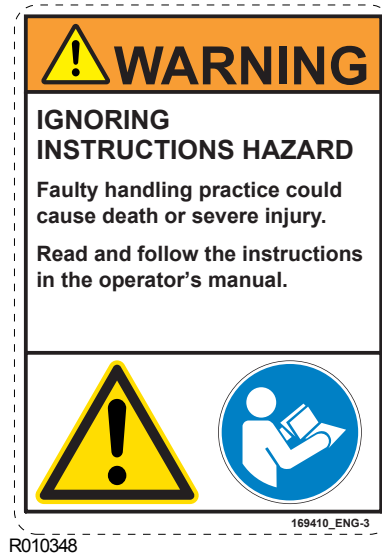 WARNING
IGNORING
INSTRUCTIONS HAZARD
Faulty handling practice could
cause death or severe injury.
Read and follow the instructions
in the operator's manual.
169410_ENG-3
R010348